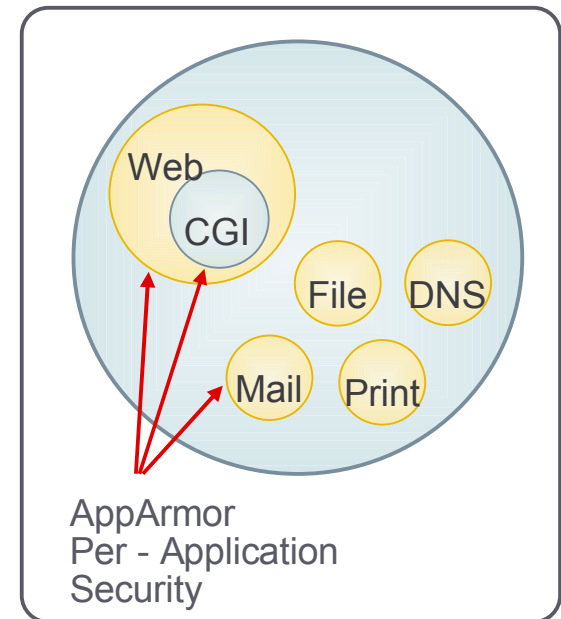 Web
CGI
File
DNS
Mail
Print
AppArmor
Per - Application
Security